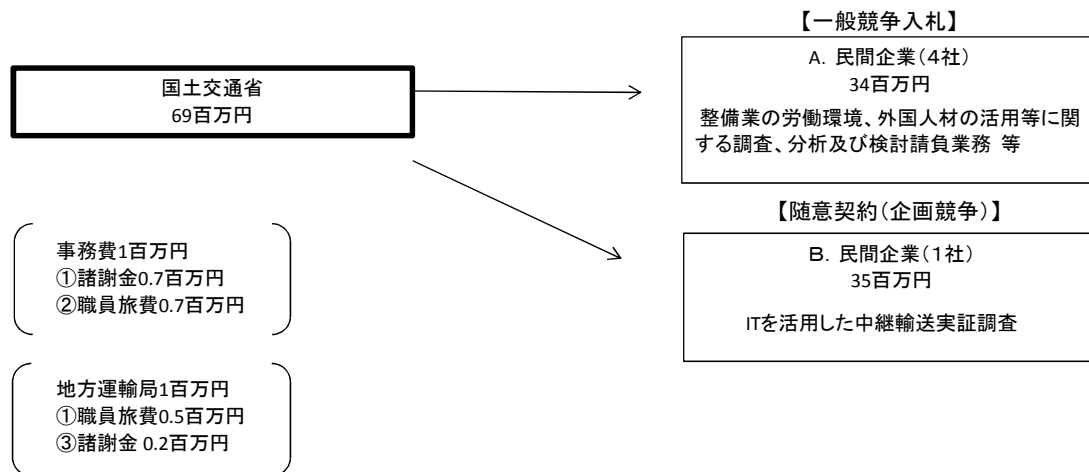 国土交通省
69百万円
事務費1百万円
①諸謝金0.7百万円
②職員旅費0.7百万円
地方運輸局1百万円
①職員旅費0.5百万円
③諸謝金 0.2百万円
【一般競争入札】
A. 民間企業(4社)
34百万円
整備業の労働環境、外国人材の活用等に関
する調査、分析及び検討請負業務 等
【随意契約(企画競争)】
B. 民間企業(1社)
35百万円
ITを活用した中継輸送実証調査